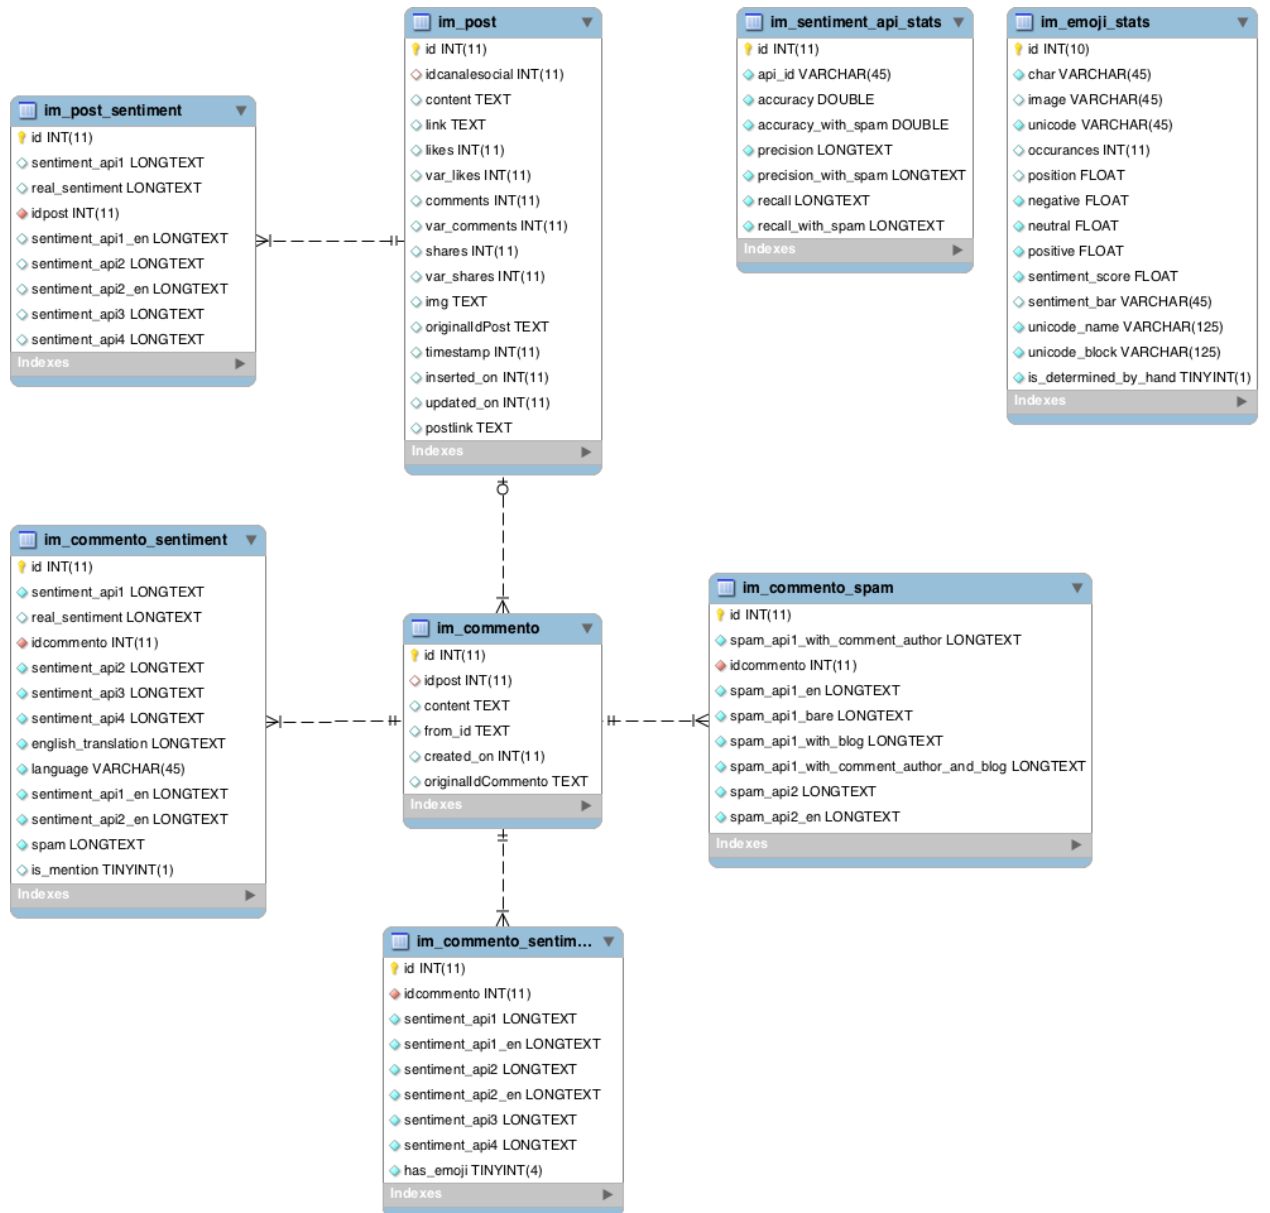 im_post
id INT(11)
idcanalesocial INT(11)
content TEXT
link TEXT
likes INT(11)
var_likes INT(11)
comments INT(11)
var_comments INT(11)
shares INT(11)
var_shares INT(11)
img TEXT
originalIdPost TEXT
timestamp INT(11)
inserted_on INT(11)
updated_on INT(11)
postlink TEXT
Indexes
im_sentiment_api_stats
id INT(11)
api_id VARCHAR(45)
accuracy DOUBLE
accuracy_with_spam DOUBLE
precision LONGTEXT
precision_with_spam LONGTEXT
recall LONGTEXT
recall_with_spam LONGTEXT
Indexes
im_emoji_stats
id INT(10)
char VARCHAR(45)
image VARCHAR(45)
unicode VARCHAR(45)
occurances INT(11)
position FLOAT
negative FLOAT
neutral FLOAT
positive FLOAT
sentiment_score FLOAT
sentiment_bar VARCHAR(45)
unicode_name VARCHAR(125)
unicode_block VARCHAR(125)
is_determined_by_hand TINYINT(1)
Indexes
im_post_sentiment
id INT(11)
sentiment_api1 LONGTEXT
real_sentiment LONGTEXT
idpost INT(11)
sentiment_api1_en LONGTEXT
sentiment_api2 LONGTEXT
sentiment_api2_en LONGTEXT
sentiment_api3 LONGTEXT
sentiment_api4 LONGTEXT
Indexes
im_commento_sentiment
id INT(11)
sentiment_api1 LONGTEXT
real_sentiment LONGTEXT
idcommento INT(11)
sentiment_api2 LONGTEXT
sentiment_api3 LONGTEXT
sentiment_api4 LONGTEXT
english_translation LONGTEXT
language VARCHAR(45)
sentiment_api1_en LONGTEXT
sentiment_api2_en LONGTEXT
spam LONGTEXT
is_mention TINYINT(1)
Indexes
im_commento
id INT(11)
idpost INT(11)
content TEXT
from_id TEXT
created_on INT(11)
originalIdCommento TEXT
Indexes
im_commento_spam
id INT(11)
spam_api1_with_comment_author LONGTEXT
idcommento INT(11)
spam_api1_en LONGTEXT
spam_api1_bare LONGTEXT
spam_api1_with_blog LONGTEXT
spam_api1_with_comment_author_and_blog LONGTEXT
spam_api2 LONGTEXT
spam_api2_en LONGTEXT
Indexes
im_commento_sentim...
id INT(11)
idcommento INT(11)
sentiment_api1 LONGTEXT
sentiment_api1_en LONGTEXT
sentiment_api2 LONGTEXT
sentiment_api2_en LONGTEXT
sentiment_api3 LONGTEXT
sentiment_api4 LONGTEXT
has_emoji TINYINT(4)
Indexes